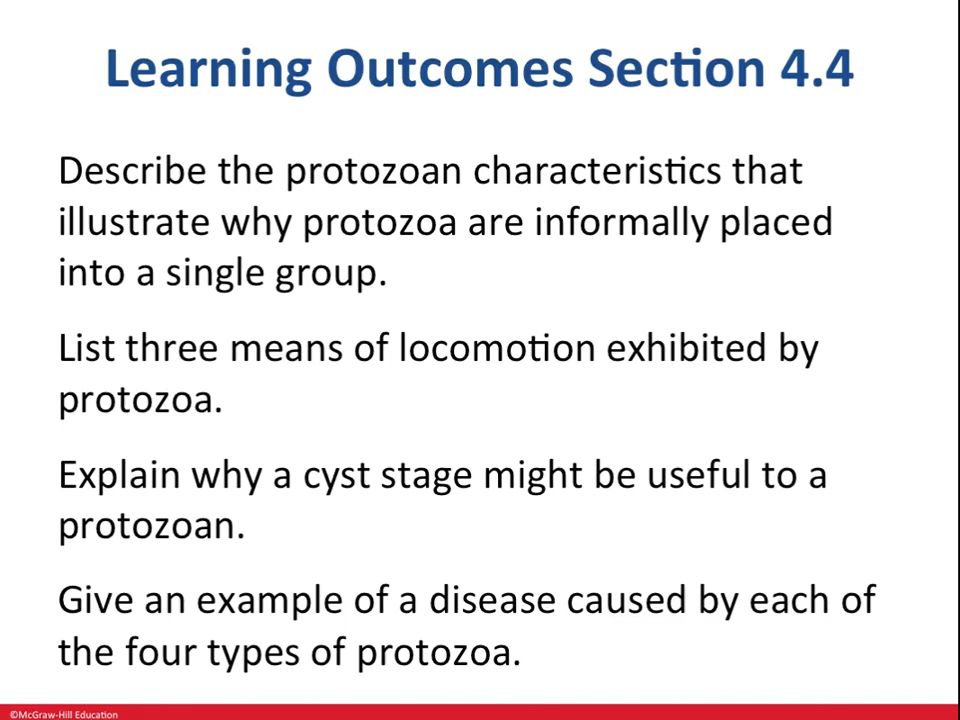 Learning Outcomes Section 4.4
Describe the protozoan characteristics that
illustrate why protozoa are informally placed
into a single group.
List three means of locomotion exhibited by
protozoa.
Explain why a cyst stage might be useful to a
protozoan.
Give an example of a disease caused by each of
the four types of protozoa.
©McGraw-Hill Education